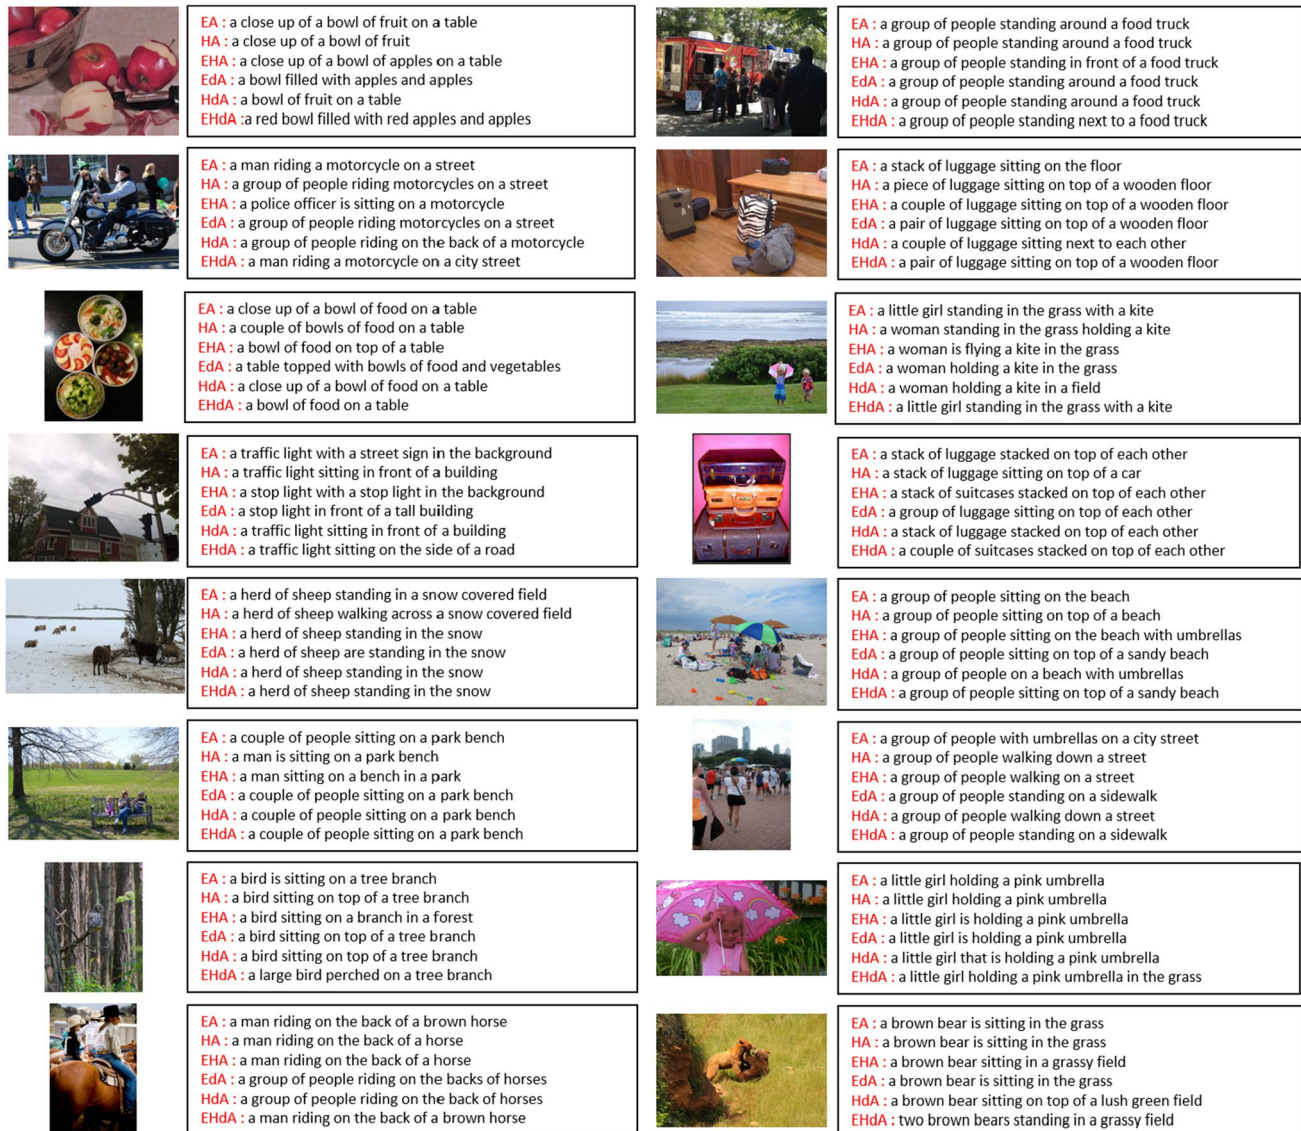 EA : a close up of a bowl of fruit on a table
HA : a close up of a bowl of fruit
EHA : a close up of a bowl of apples on a table
EdA : a bowl filled with apples and apples
HdA : a bowl of fruit on a table
EHdA :a red bowl filled with red apples and apples
EA : a group of people standing around a food truck
HA : a group of people standing around a food truck
EHA : a group of people standing in front of a food truck
EdA : a group of people standing around a food truck
HdA : a group of people standing around a food truck
EHdA : a group of people standing next to a food truck
EA : a man riding a motorcycle on a street
HA : a group of people riding motorcycles on a street
EHA : a police officer is sitting on a motorcycle
EdA : a group of people riding motorcycles on a street
HdA : a group of people riding on the back of a motorcycle
EHdA : a man riding a motorcycle on a city street
EA : a stack of luggage sitting on the floor
HA : a piece of luggage sitting on top of a wooden floor
EHA : a couple of luggage sitting on top of a wooden floor
EdA : a pair of luggage sitting on top of a wooden floor
HdA : a couple of luggage sitting next to each other
EHdA : a pair of luggage sitting on top of a wooden floor
EA : a close up of a bowl of food on a table
HA : a couple of bowls of food on a table
EHA : a bowl of food on top of a table
EdA : a table topped with bowls of food and vegetables
HdA : a close up of a bowl of food on a table
EHdA : a bowl of food on a table
EA : a little girl standing in the grass with a kite
HA : a woman standing in the grass holding a kite
EHA : a woman is flying a kite in the grass
EdA : a woman holding a kite in the grass
HdA : a woman holding a kite in a field
EHdA : a little girl standing in the grass with a kite
EA : a traffic light with a street sign in the background
HA : a traffic light sitting in front of a building
EHA : a stop light with a stop light in the background
EdA : a stop light in front of a tall building
HdA : a traffic light sitting in front of a building
EHdA : a traffic light sitting on the side of a road
EA : a stack of luggage stacked on top of each other
HA : a stack of luggage sitting on top of a car
EHA : a stack of suitcases stacked on top of each other
EdA : a group of luggage sitting on top of each other
HdA : a stack of luggage stacked on top of each other
EHdA : a couple of suitcases stacked on top of each other
EA : a herd of sheep standing in a snow covered field
HA : a herd of sheep walking across a snow covered field
EHA : a herd of sheep standing in the snow
EdA : a herd of sheep are standing in the snow
HdA : a herd of sheep standing in the snow
EHdA : a herd of sheep standing in the snow
EA : a group of people sitting on the beach
HA : a group of people sitting on top of a beach
EHA : a group of people sitting on the beach with umbrellas
EdA : a group of people sitting on top of a sandy beach
HdA : a group of people on a beach with umbrellas
EHdA : a group of people sitting on top of a sandy beach
EA : a couple of people sitting on a park bench
HA : a man is sitting on a park bench
EHA : a man sitting on a bench in a park
EdA : a couple of people sitting on a park bench
HdA : a couple of people sitting on a park bench
EHdA : a couple of people sitting on a park bench
EA : a group of people with umbrellas on a city street
HA : a group of people walking down a street
EHA : a group of people walking on a street
EdA : a group of people standing on a sidewalk
HdA : a group of people walking down a street
EHdA : a group of people standing on a sidewalk
EA : a bird is sitting on a tree branch
HA : a bird sitting on top of a tree branch
EHA : a bird sitting on a branch in a forest
EdA : a bird sitting on top of a tree branch
HdA : a bird sitting on top of a tree branch
EHdA : a large bird perched on a tree branch
EA : a little girl holding a pink umbrella
HA : a little girl holding a pink umbrella
EHA : a little girl is holding a pink umbrella
EdA : a little girl is holding a pink umbrella
HdA : a little girl that is holding a pink umbrella
EHdA : a little girl holding a pink umbrella in the grass
EA : a man riding on the back of a brown horse
HA : a man riding on the back of a horse
EHA : a man riding on the back of a horse
EdA : a group of people riding on the backs of horses
HdA : a group of people riding on the back of horses
EHdA : a man riding on the back of a brown horse
EA : a brown bear is sitting in the grass
HA : a brown bear is sitting in the grass
EHA : a brown bear sitting in a grassy field
EdA : a brown bear is sitting in the grass
HdA : a brown bear sitting on top of a lush green field
EHdA : two brown bears standing in a grassy field